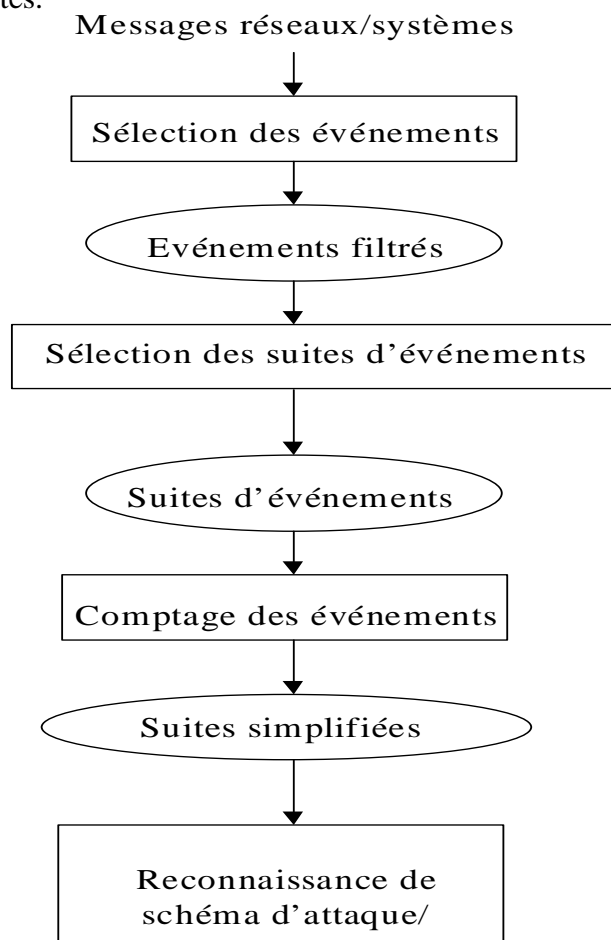 tes.
Messages réseaux/systèmes
Sélection des événements
Evénements filtrés
Sélection des suites d’événements
Suites d’événements
Comptage des événements
Suites simplifiées
Reconnaissance de
schéma d’attaque/